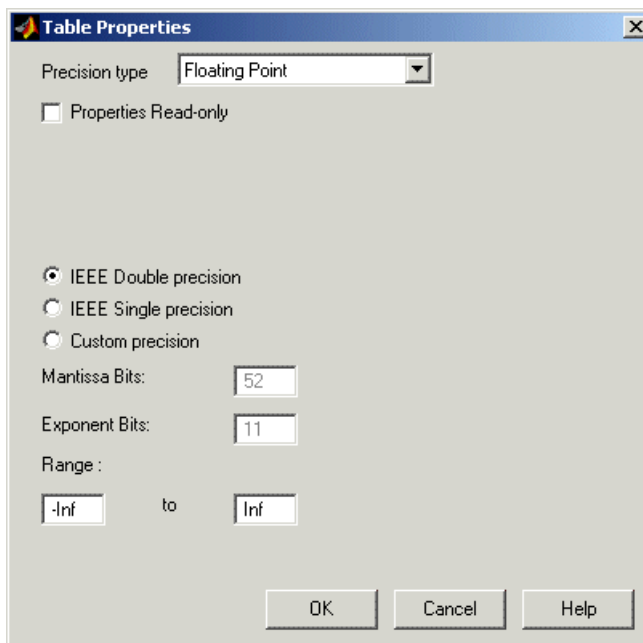 Table Properties
Precision type Floating Point
Properties Read-only
IEEE Double precision
IEEE Single precision
Custom precision
Mantissa Bits: 52
Exponent Bits: 11
Range :
-Inf to Inf
OK Cancel Help